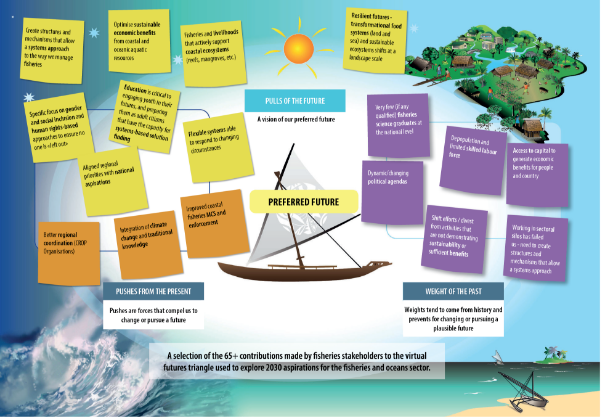 Create structures and
mechanisms that allow
a systems approach
to the way we manage
fisheries
Optimise sustainable
economic benefits
from coastal and
oceanic aquatic
resources
Fisheries and livelihoods
that actively support
coastal ecosystems
(reefs, mangroves, etc.)
Resilient futures -
transformational food
systems (land and
sea) and sustainable
ecosystems shifts at a
landscape scale
Specific focus on gender
and social inclusion and
human rights-based
approaches to ensure no
one is 'left out'
Education is critical to
engaging youth in their
futures, and preparing
them as adult citizens
that have the capacity for
systems-based solution
finding
Flexible systems able
to respond to changing
circumstances
Aligned regional
priorities with national
aspirations
PULLS OF THE FUTURE
A vision of our preferred future
Very few (if any
qualified) fisheries
science graduates at
the national level
Depopulation and
limited skilled labour
force
Access to capital to
generate economic
benefits for people
and country
Dynamic changing
political agendas
PREFERRED FUTURE
Better regional
coordination (CROP
Organisations)
Integration of climate
change and traditional
knowledge
Improved coastal
fisheries MCS and
enforcement
Shift efforts / divest
from activities that
are not demonstrating
sustainability or
sufficient benefits
Working in sectoral
silos has failed
us - need to create
structures and
mechanisms that allow
a systems approach
PUSHES FROM THE PRESENT
Pushes are forces that compel us to
change or pursue a future
WEIGHT OF THE PAST
Weights tend to come from history and
prevents for changing or pursuing a
plausible future
A selection of the 65+ contributions made by fisheries stakeholders to the virtual
futures triangle used to explore 2030 aspirations for the fisheries and oceans sector.